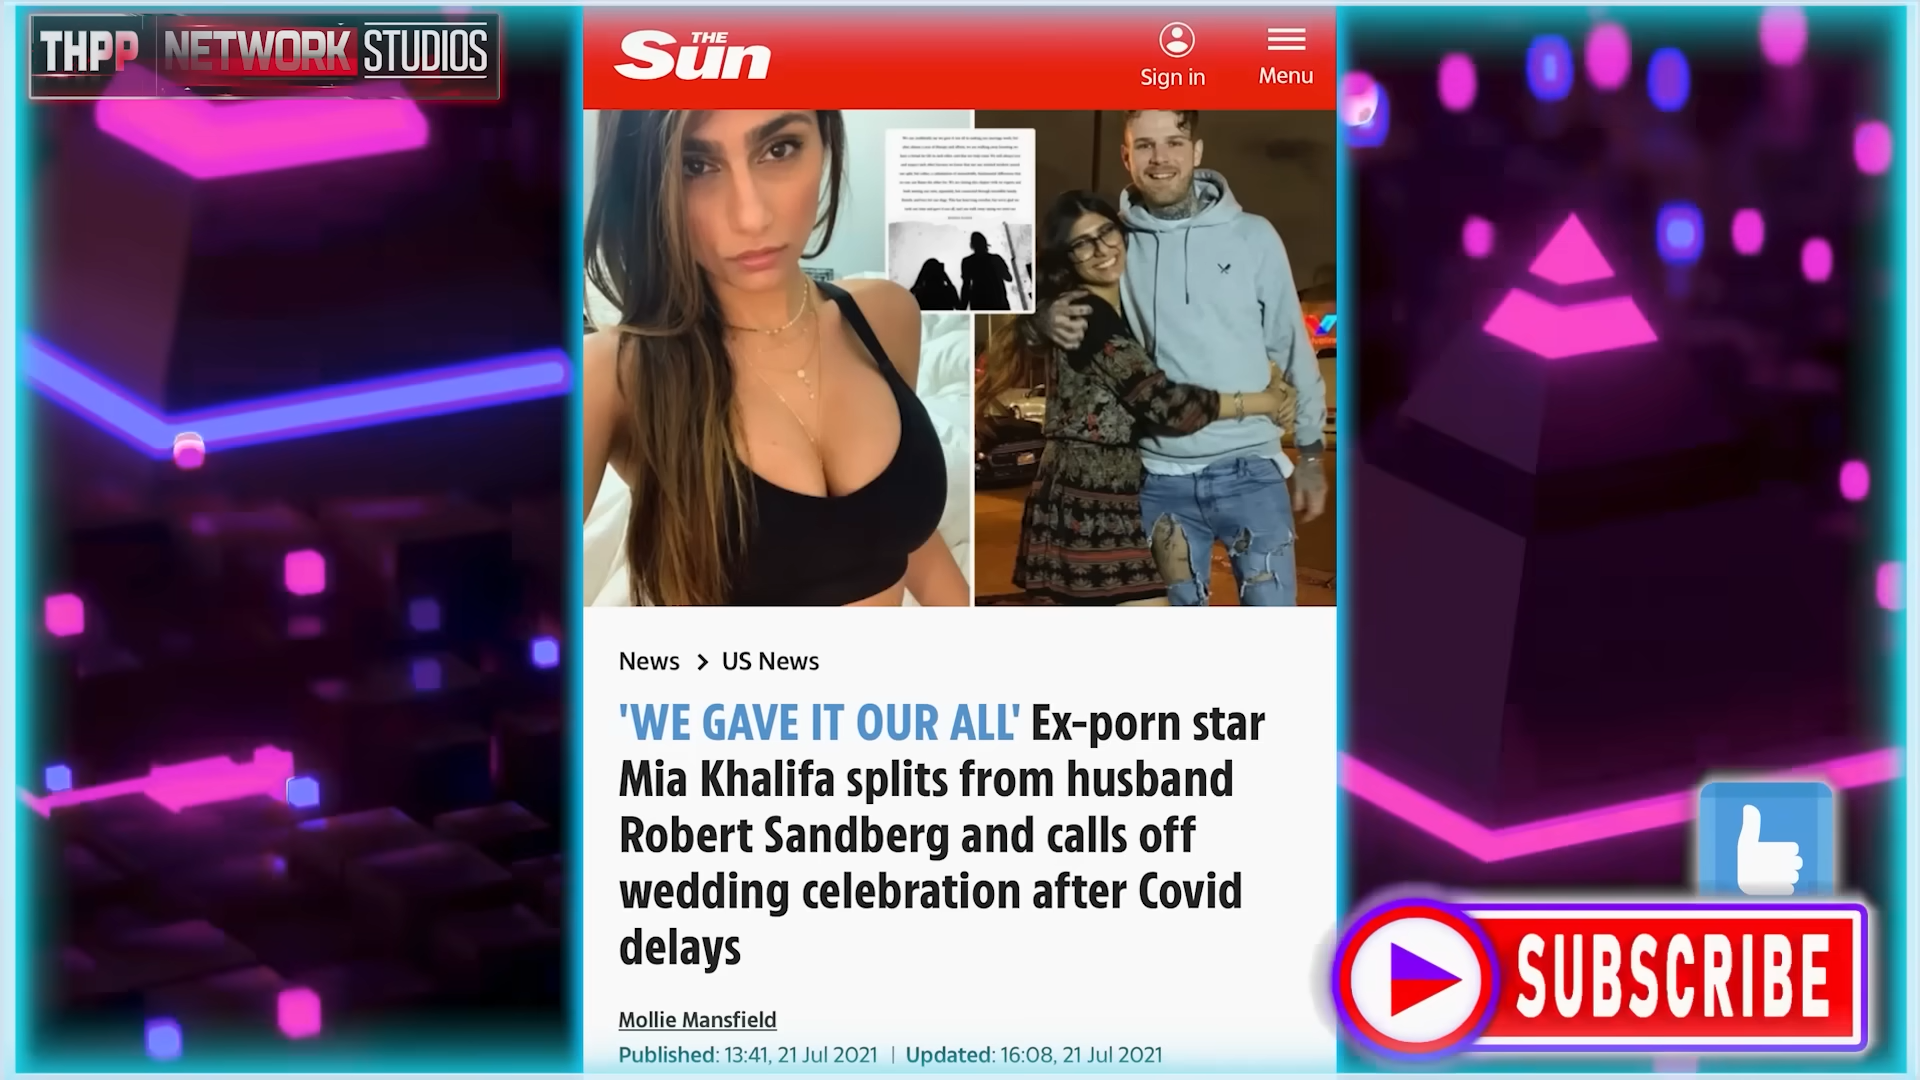 THPP NETWORK STUDIOS
THE
Sun
Sign in
Menu
News > US News
'WE GAVE IT OUR ALL' Ex-porn star
Mia Khalifa splits from husband
Robert Sandberg and calls off
wedding celebration after Covid
delays
Mollie Mansfield
Published: 13:41, 21 Jul 2021 | Updated: 16:08, 21 Jul 2021
SUBSCRIBE